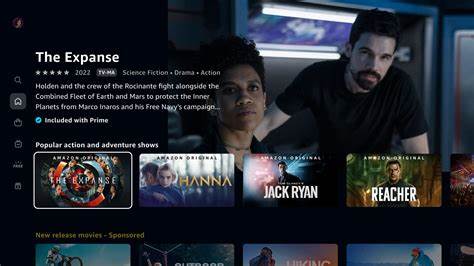 The Expanse
★★★★★ 2022 TV-MA Science Fiction • Drama • Action
Holden and the crew of the Rocinante fight alongside the
Combined Fleet of Earth and Mars to protect the Inner
Planets from Marco Inaros and his Free Navy's campaign...
Included with Prime
Popular action and adventure shows
AMAZON ORIGINAL
THE EXPANSE
AMAZON ORIGINAL
HANNA
AMAZON ORIGINAL
JACK RYAN
AMAZON ORIGINAL
REACHER
FREE
New release movies - Sponsored
OUTDOOR
HIKING